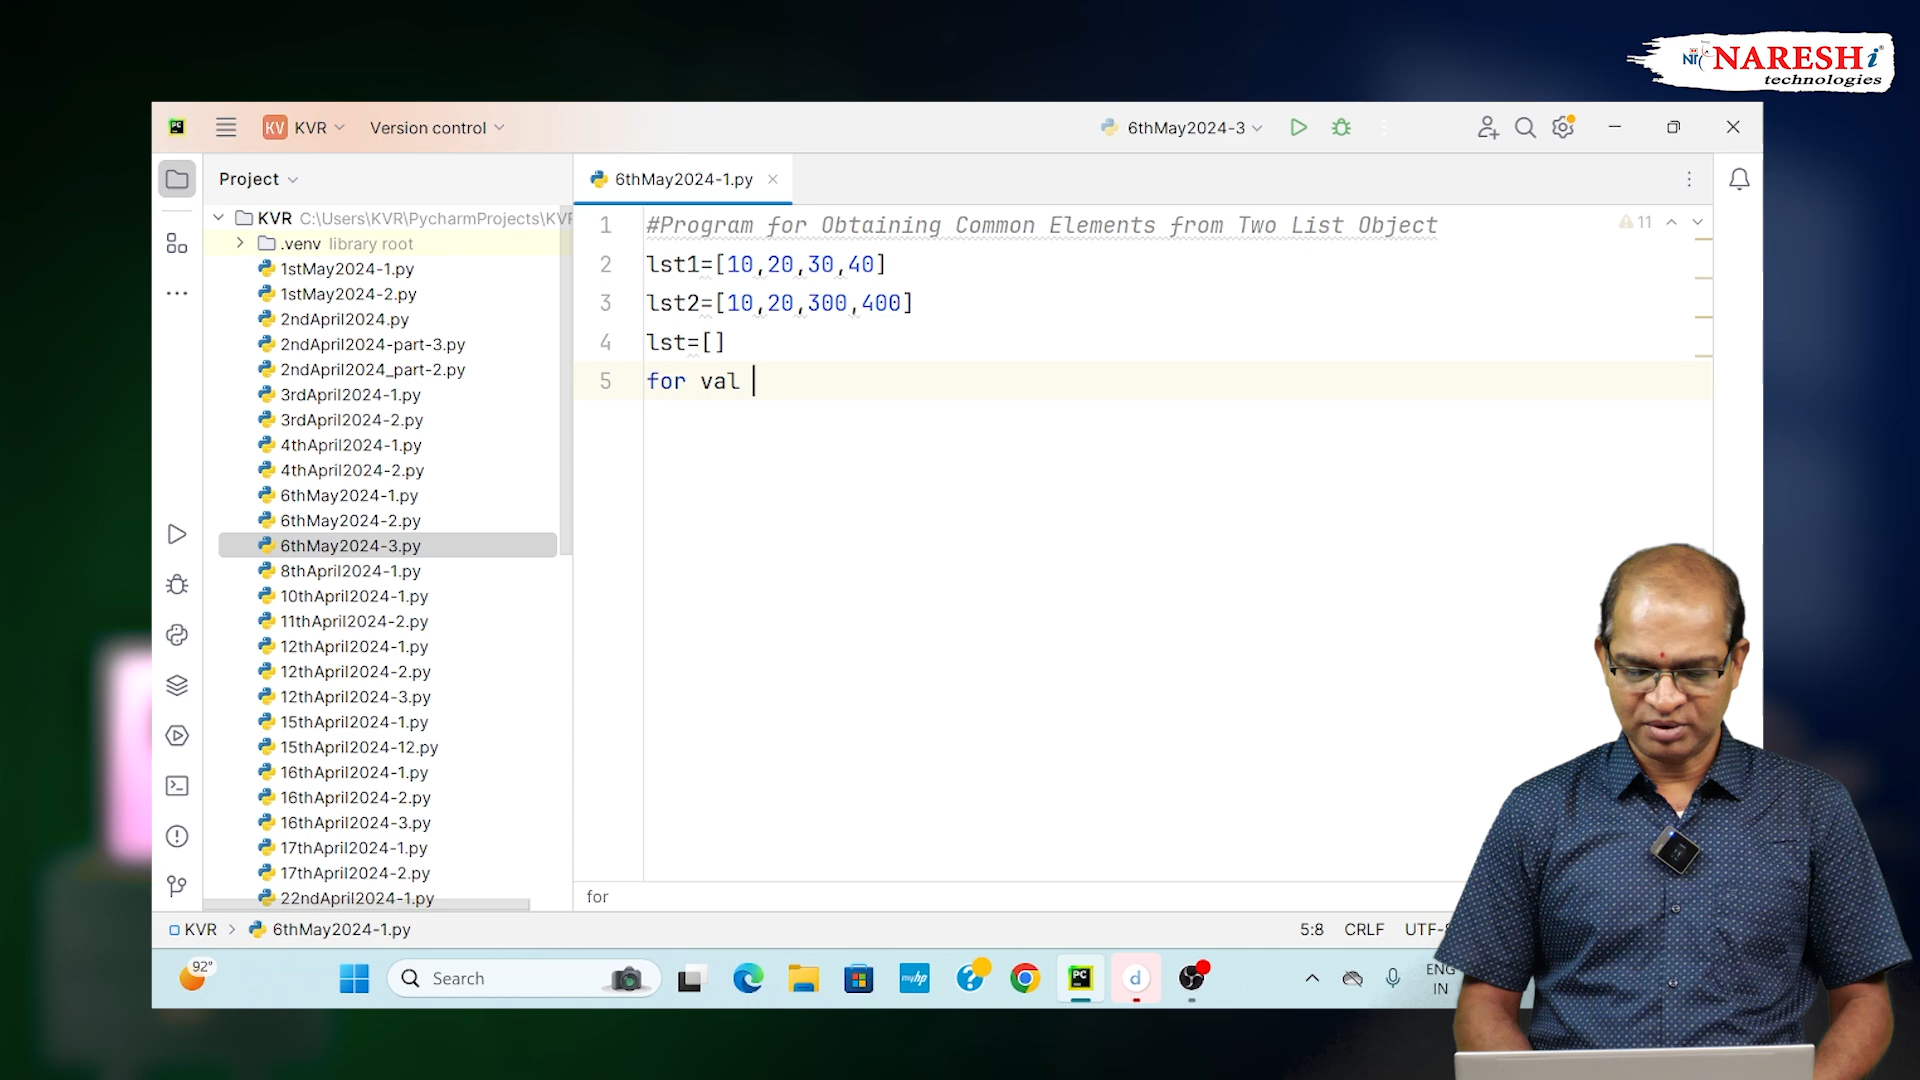 NIT NARESH i
technologies
PC
KV KVR
Version control
6thMay2024-3
Project
6thMay2024-1.py
KVR C:\Users\KVR\PycharmProjects\KVR
.venv library root
1stMay2024-1.py
1stMay2024-2.py
2ndApril2024.py
2ndApril2024-part-3.py
2ndApril2024_part-2.py
3rdApril2024-1.py
3rdApril2024-2.py
4thApril2024-1.py
4thApril2024-2.py
6thMay2024-1.py
6thMay2024-2.py
6thMay2024-3.py
8thApril2024-1.py
10thApril2024-1.py
11thApril2024-2.py
12thApril2024-1.py
12thApril2024-2.py
12thApril2024-3.py
15thApril2024-1.py
15thApril2024-12.py
16thApril2024-1.py
16thApril2024-2.py
16thApril2024-3.py
17thApril2024-1.py
17thApril2024-2.py
22ndApril2024-1.py
1 #Program for Obtaining Common Elements from Two List Object
2 lst1=[10,20,30,40]
3 lst2=[10,20,300,400]
4 lst=[]
5 for val
11
for
KVR > 6thMay2024-1.py
5:8 CRLF UTF-8
92°
Search
myhp
PC
d
ENG
IN